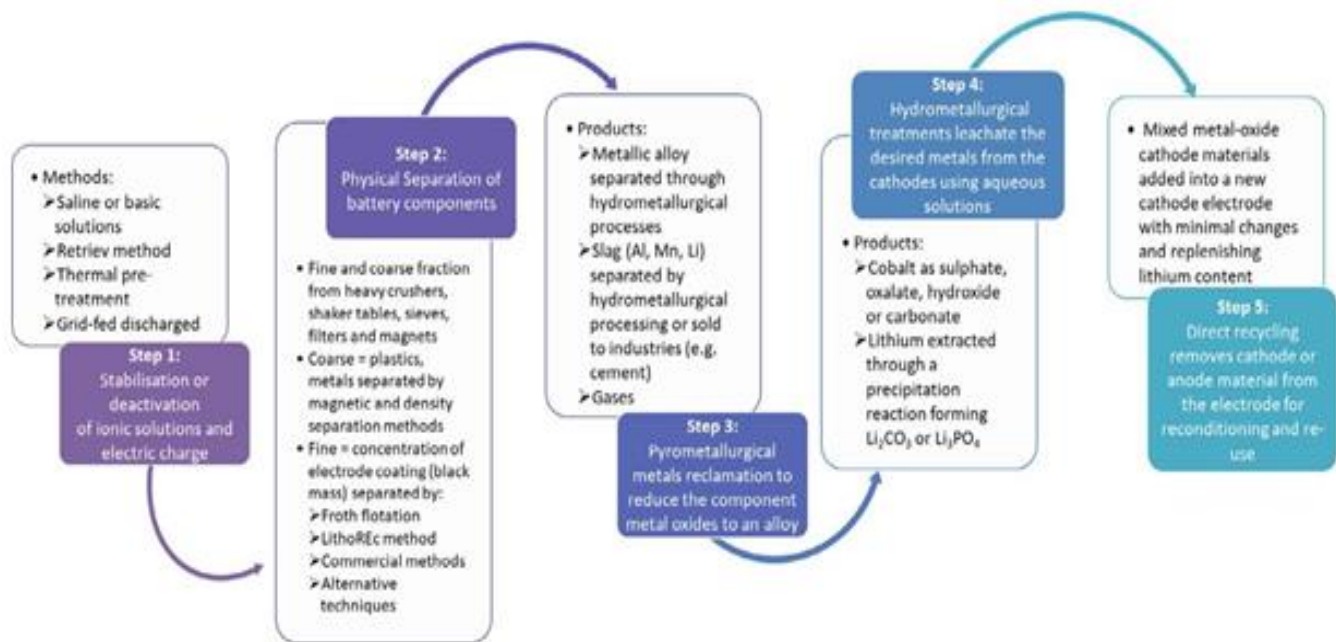 • Methods:
➢Saline or basic
solutions
➢Retriev method
➢Thermal pre-
treatment
➢Grid-fed discharged
Step 1:
Stabilisation or
deactivation
of ionic solutions and
electric charge
Step 2:
Physical Separation of
battery components
• Fine and coarse fraction
from heavy crushers,
shaker tables, sieves,
filters and magnets
• Coarse = plastics,
metals separated by
magnetic and density
separation methods
• Fine = concentration of
electrode coating (black
mass) separated by:
➢Froth flotation
➢LithoREc method
➢Commercial methods
➢Alternative
techniques
• Products:
➢Metallic alloy
separated through
hydrometallurgical
processes
➢Slag (Al, Mn, Li)
separated by
hydrometallurgical
processing or sold
to industries (e.g.
cement)
➢Gases
Step 3:
Pyrometallurgical
metals reclamation to
reduce the component
metal oxides to an alloy
Step 4:
Hydrometallurgical
treatments leachate the
desired metals from the
cathodes using aqueous
solutions
• Products:
➢Cobalt as sulphate,
oxalate, hydroxide
or carbonate
➢Lithium extracted
through a
precipitation
reaction forming
Li₂CO₃ or Li₃PO₄
• Mixed metal-oxide
cathode materials
added into a new
cathode electrode
with minimal changes
and replenishing
lithium content
Step 5:
Direct recycling
removes cathode or
anode material from
the electrode for
reconditioning and re-
use